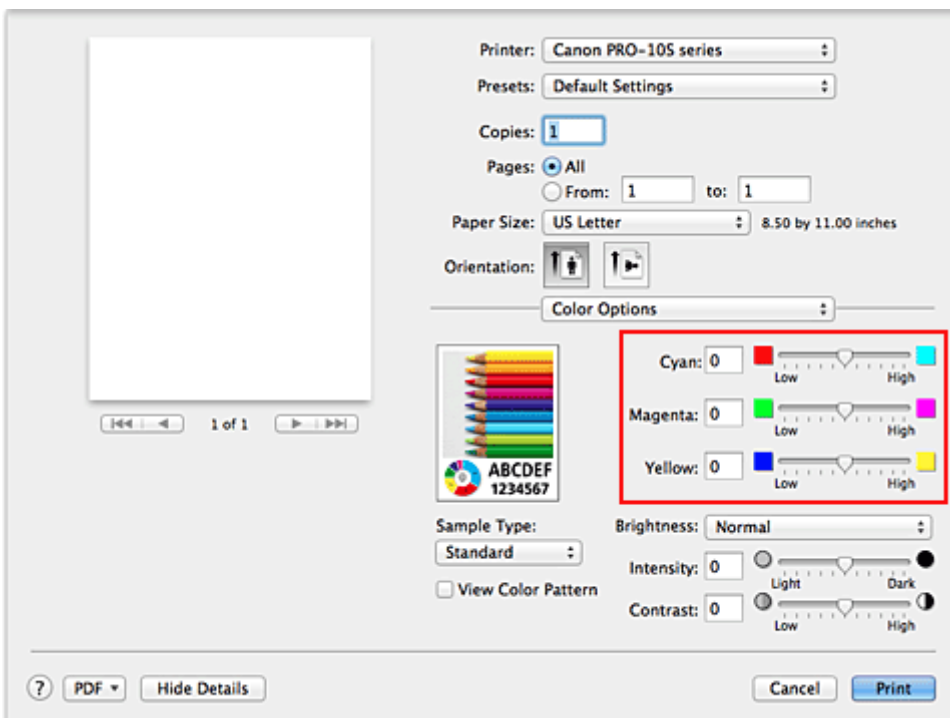 Printer: Canon PRO-10S series
Presets: Default Settings
Copies: 1
Pages: All
From: 1 to: 1
Paper Size: US Letter 8.50 by 11.00 inches
Orientation:
Color Options
1 of 1
Cyan: 0
Low High
Magenta: 0
Low High
Yellow: 0
Low High
ABCDEF
1234567
Sample Type:
Standard
View Color Pattern
Brightness: Normal
Intensity: 0
Light Dark
Contrast: 0
Low High
? PDF Hide Details Cancel Print